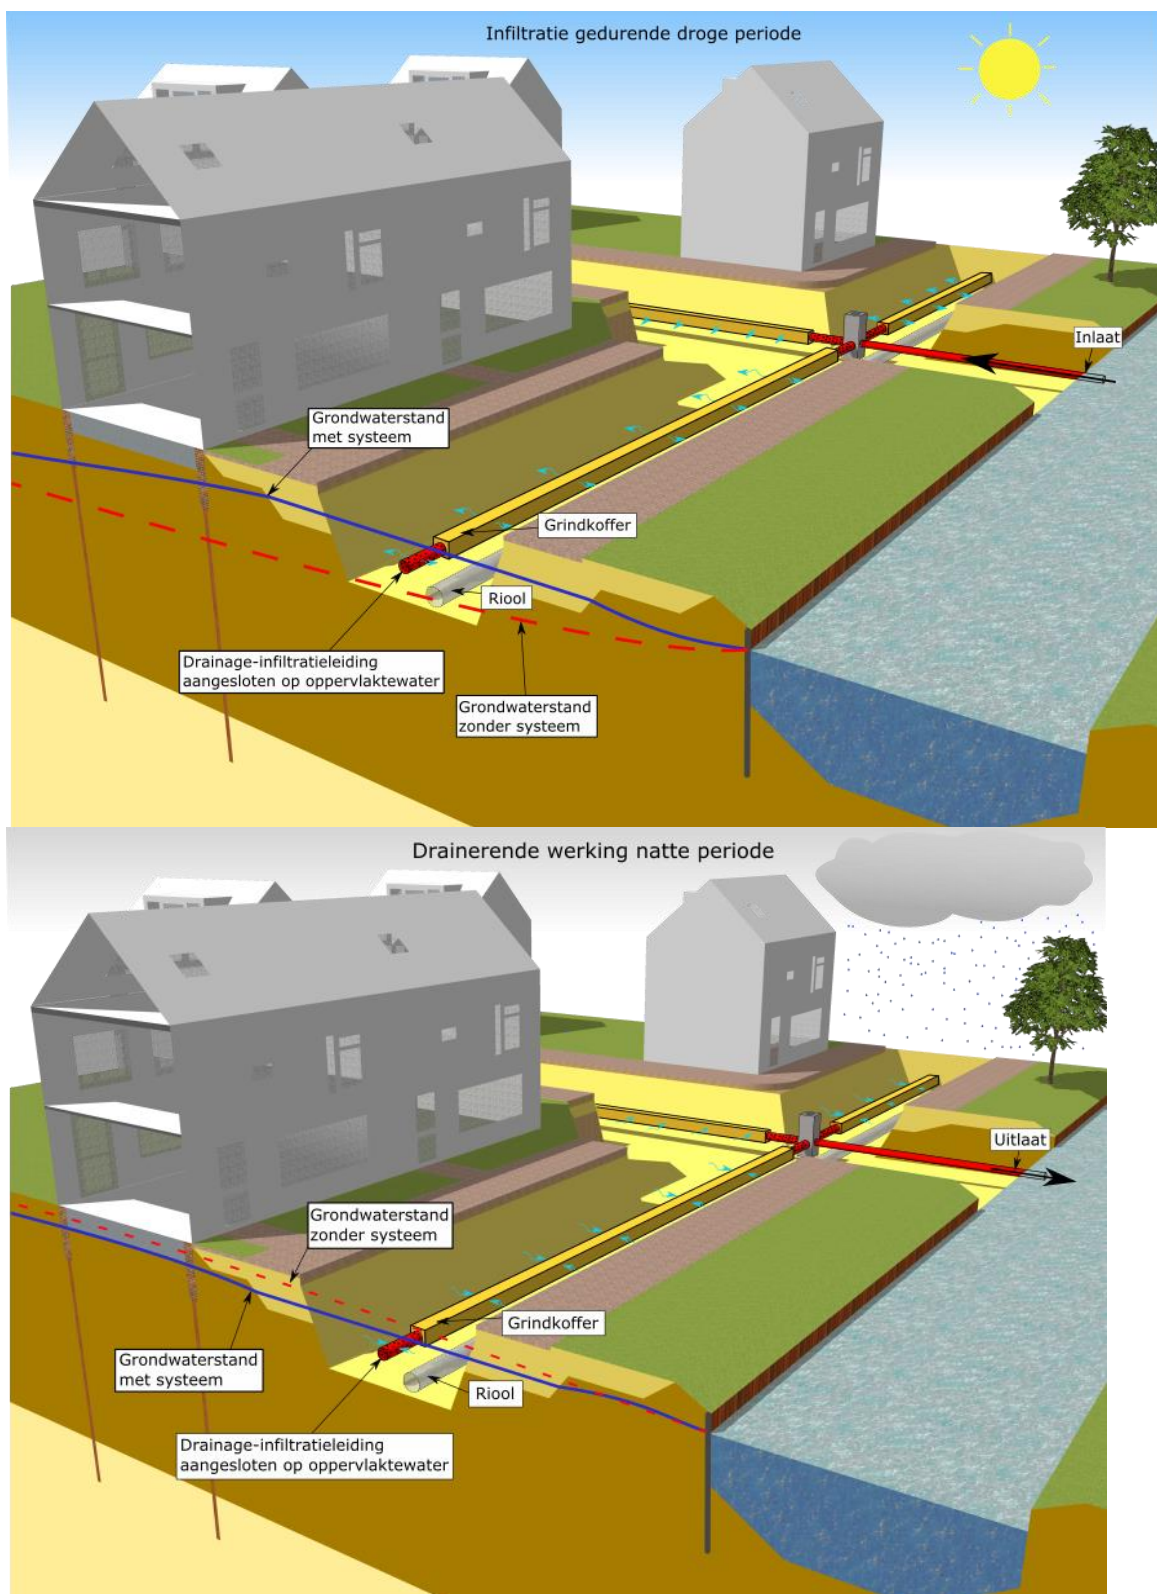 Infiltratie gedurende droge periode
Inlaat
Grondwaterstand
met systeem
Grindkoffer
Riool
Drainage-infiltratieleiding
aangesloten op oppervlaktewater
Grondwaterstand
zonder systeem
Drainerende werking natte periode
Uitlaat
Grondwaterstand
zonder systeem
Grindkoffer
Grondwaterstand
met systeem
Riool
Drainage-infiltratieleiding
aangesloten op oppervlaktewater